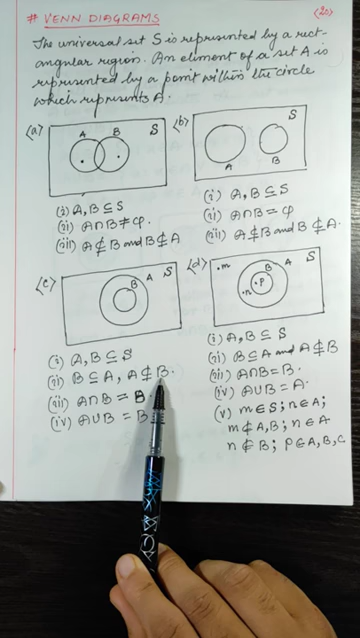 # VENN DIAGRAMS
<20>
The universal set S is represented by a rect-
angular region. An element of a set A is
represented by a point within the circle
which represents A.
<a>
A B S
(i) A, B ⊆ S
(ii) A∩B ≠ φ.
(iii) A ⊈ B and B ⊈ A
<b>
S
A B
(i) A, B ⊆ S
(ii) A∩B = φ
(iii) A ⊈ B and B ⊈ A.
<c>
B A S
(i) A, B ⊆ S
(ii) B ⊆ A, A ⊈ B.
(iii) A∩B = B
(iv) A∪B = B
<d>
.m B A S
.n .p
(i) A, B ⊆ S
(ii) B ⊆ A and A ⊈ B
(iii) A∩B = B.
(iv) A∪B = A.
(v) m ∈ S; n ∈ A;
m ∉ A, B; n ∈ A
n ∉ B; p ∈ A, B, C